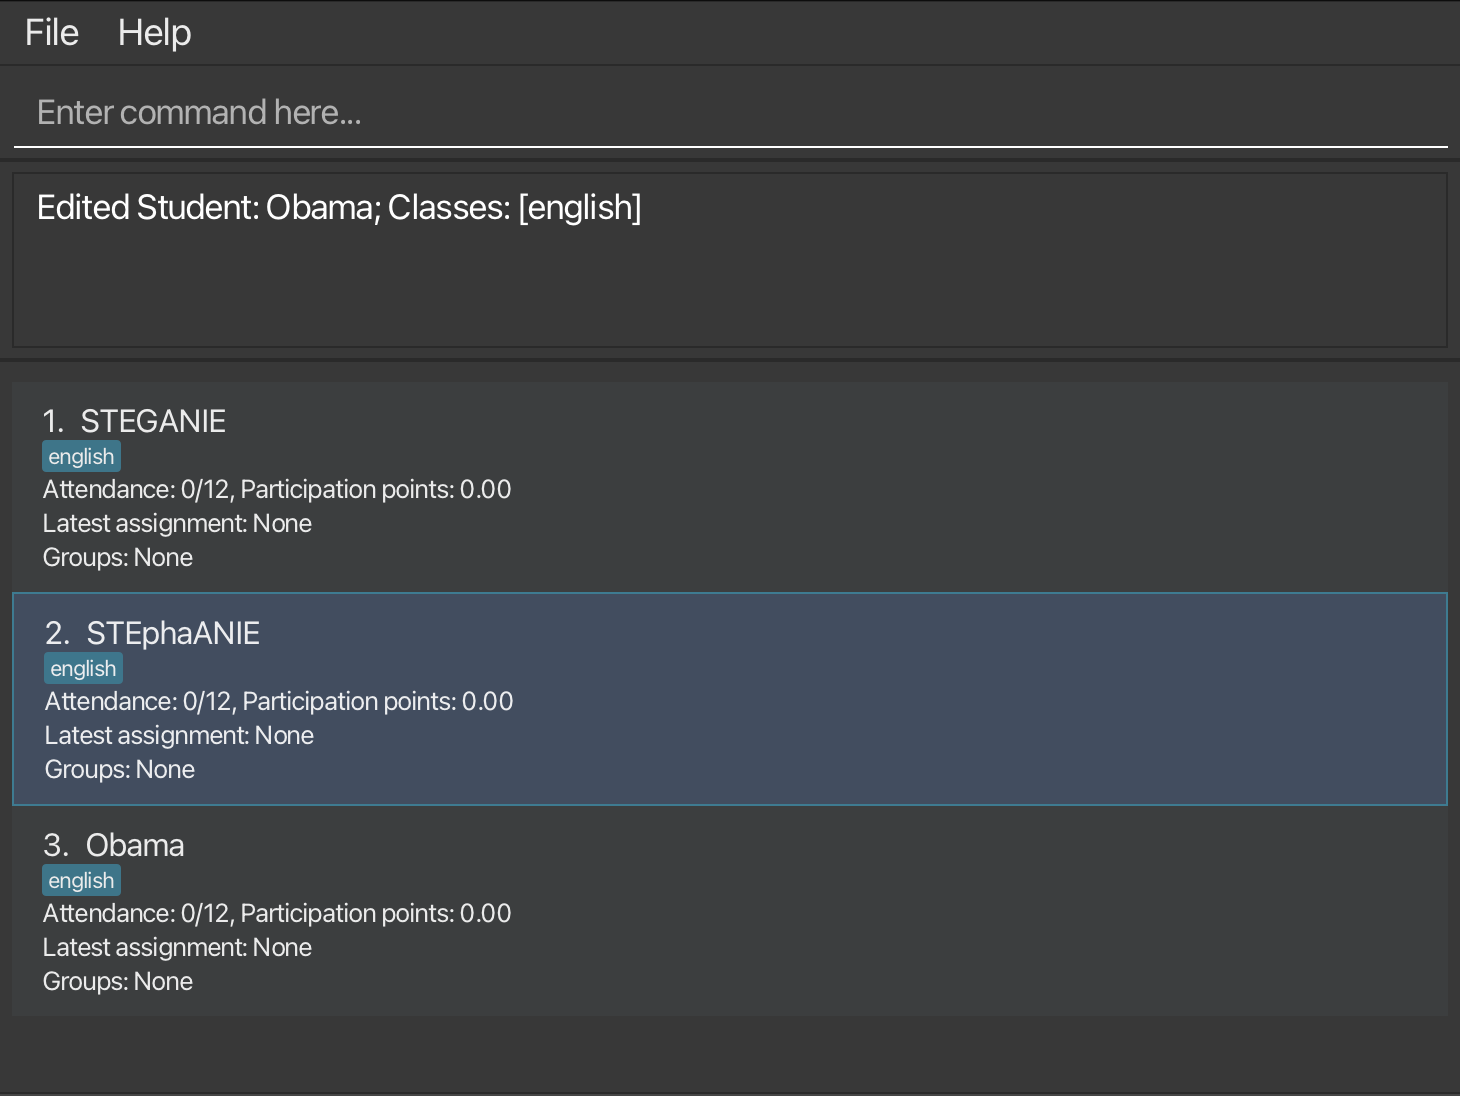 File Help
Enter command here...
Edited Student: Obama; Classes: [english]
1. STEGANIE
english
Attendance: 0/12, Participation points: 0.00
Latest assignment: None
Groups: None
2. STEphaANIE
english
Attendance: 0/12, Participation points: 0.00
Latest assignment: None
Groups: None
3. Obama
english
Attendance: 0/12, Participation points: 0.00
Latest assignment: None
Groups: None